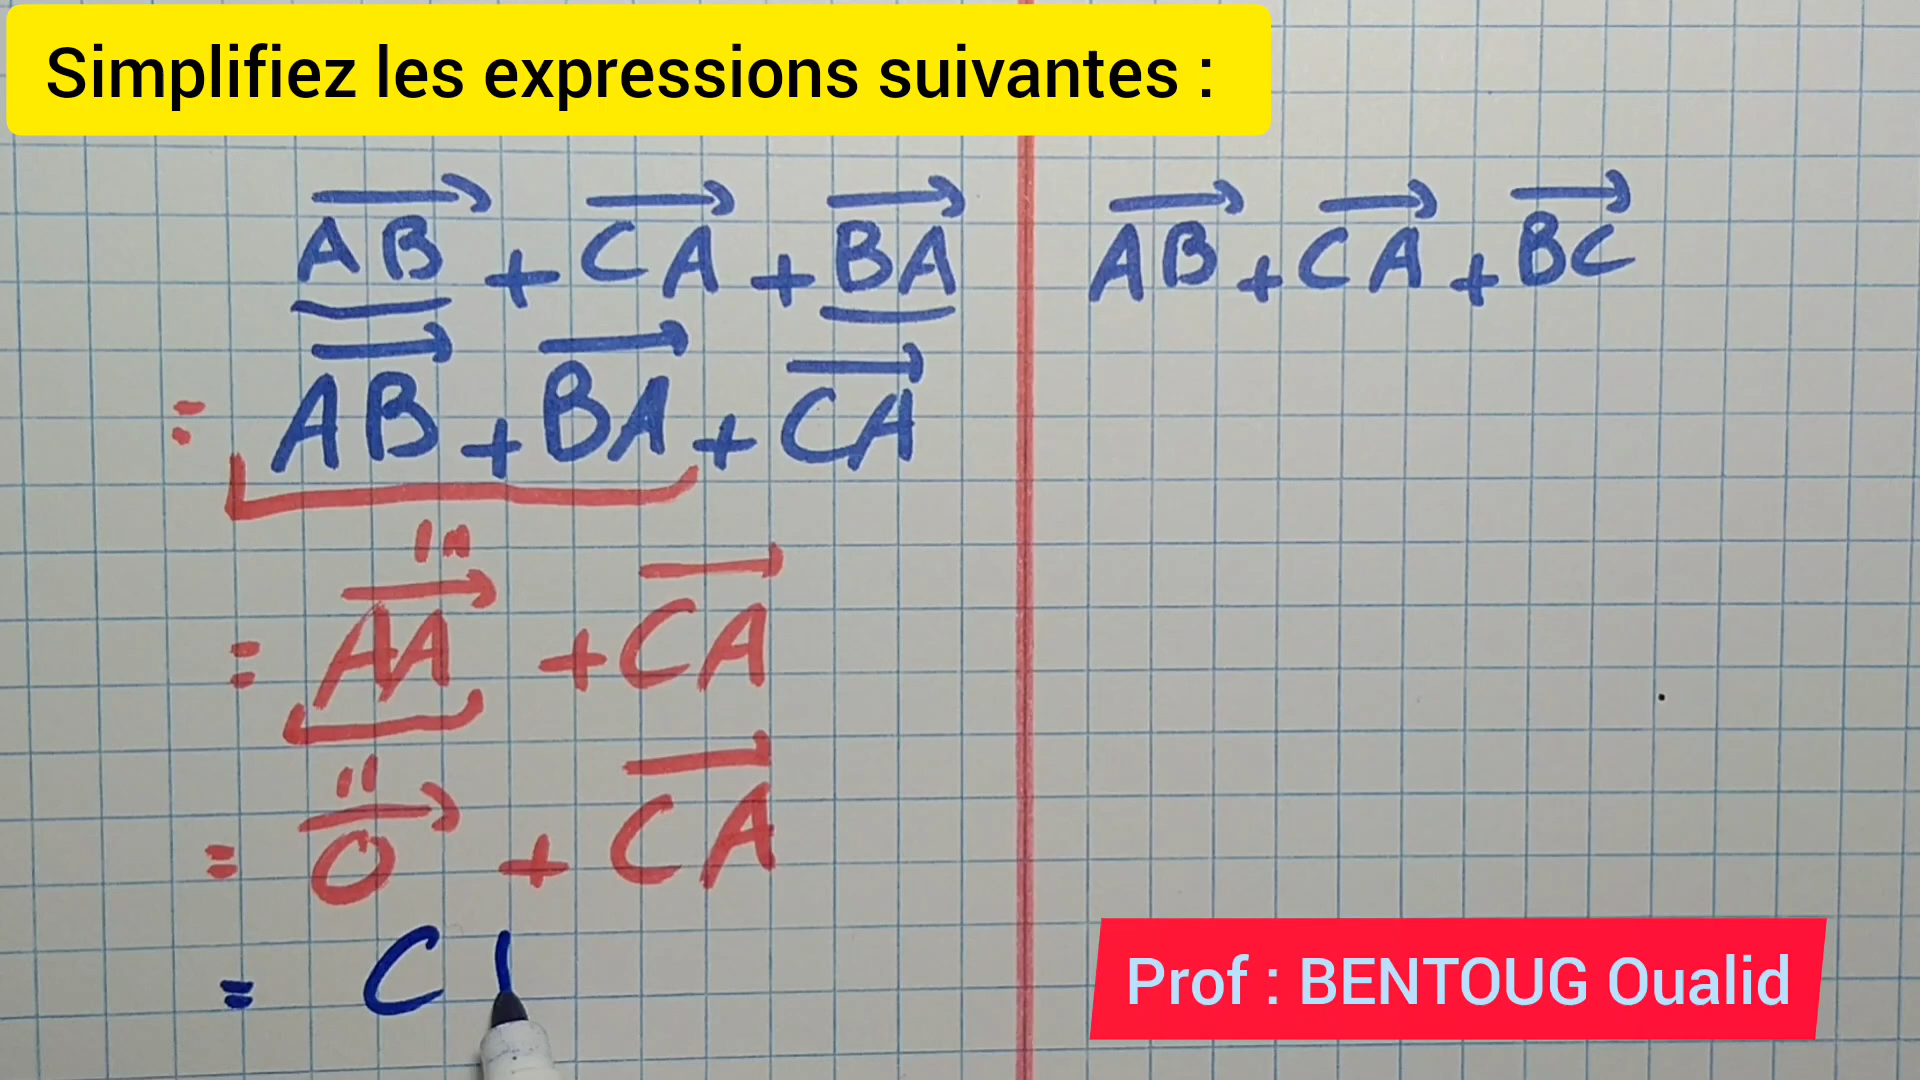 Simplifiez les expressions suivantes :
AB + CA + BA
= AB + BA + CA
= AA + CA
= 0 + CA
= C
AB + CA + BC
Prof : BENTOUG Oualid